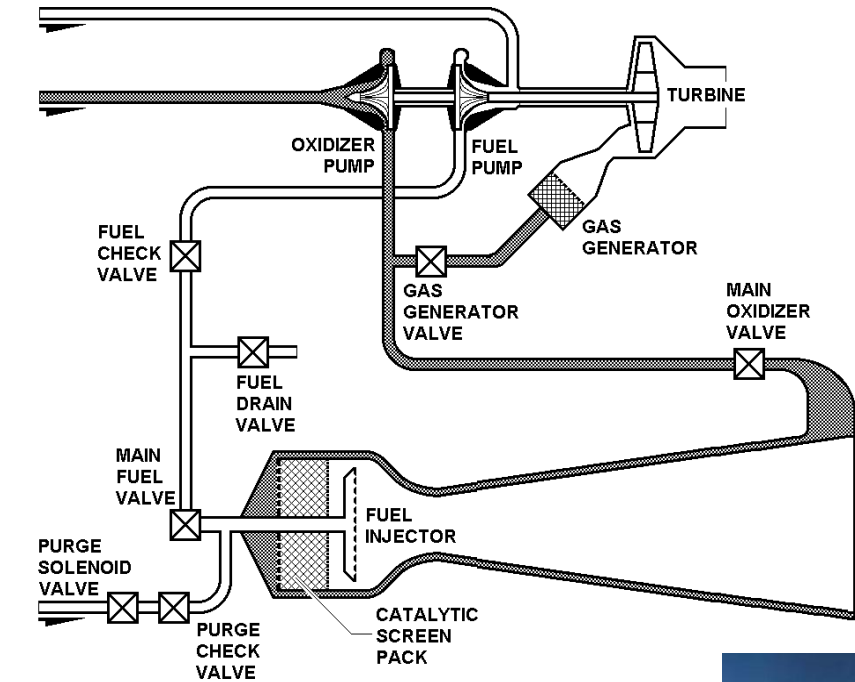 TURBINE
OXIDIZER
PUMP
FUEL
PUMP
GAS
GENERATOR
FUEL
CHECK
VALVE
GAS
GENERATOR
VALVE
MAIN
OXIDIZER
VALVE
FUEL
DRAIN
VALVE
MAIN
FUEL
VALVE
FUEL
INJECTOR
PURGE
SOLENOID
VALVE
PURGE
CHECK
VALVE
CATALYTIC
SCREEN
PACK